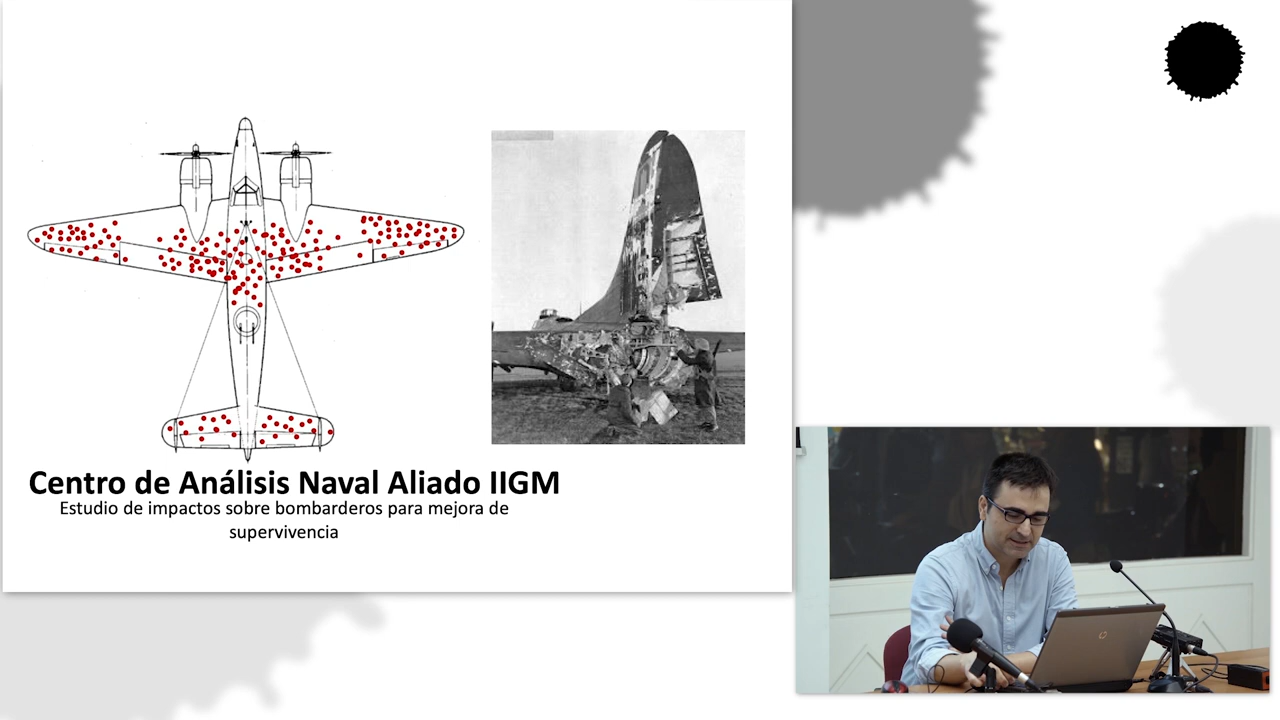 Centro de Análisis Naval Aliado IIGM
Estudio de impactos sobre bombarderos para mejora de
supervivencia